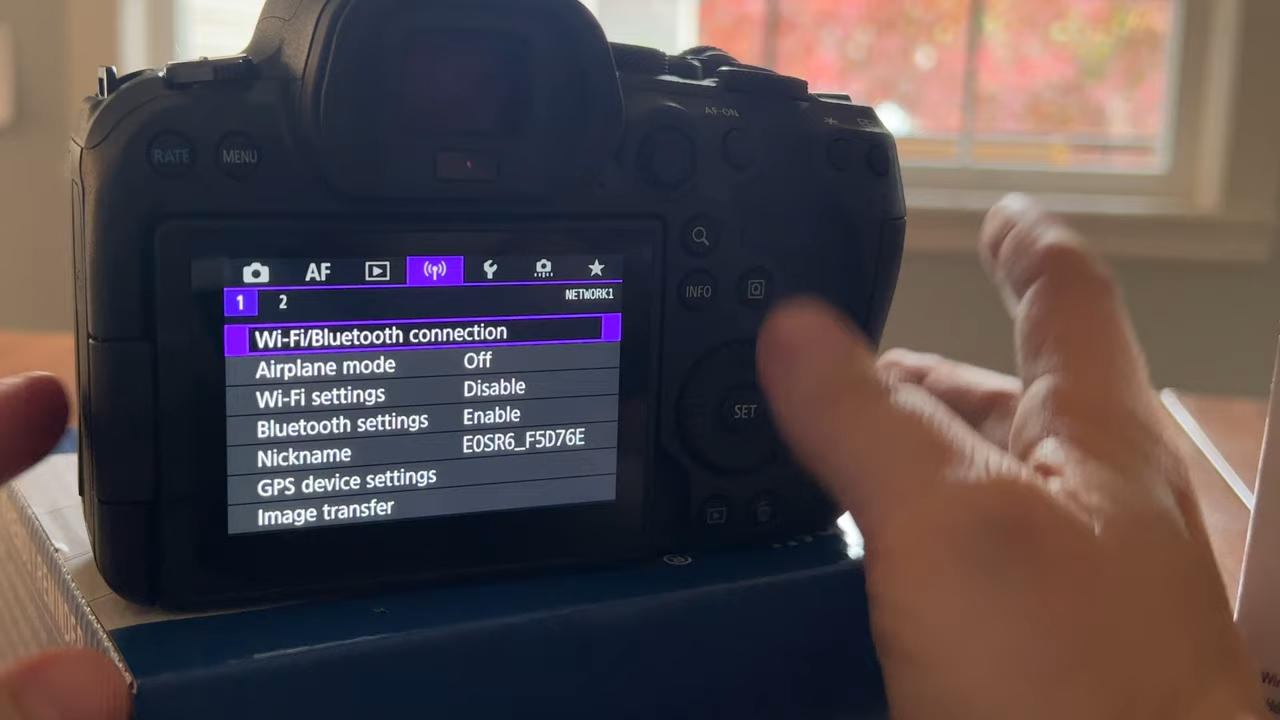 AF-ON
RATE
MENU
INFO
Q
SET
AF
1 2 NETWORK1
Wi-Fi/Bluetooth connection
Airplane mode Off
Wi-Fi settings Disable
Bluetooth settings Enable
Nickname E0SR6_F5D76E
GPS device settings
Image transfer